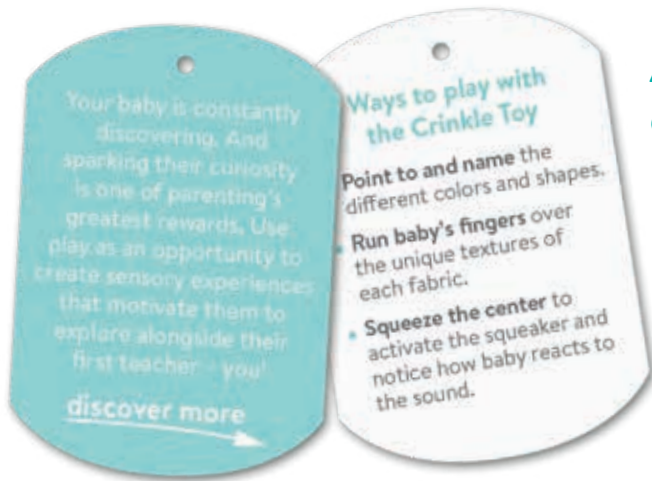 Your baby is constantly
discovering. And
sparking their curiosity
is one of parenting's
greatest rewards. Use
play as an opportunity to
create sensory experiences
that motivate them to
explore alongside their
first teacher – you!
discover more
Ways to play with
the Crinkle Toy
Point to and name the
different colors and shapes.
• Run baby's fingers over
the unique textures of
each fabric.
• Squeeze the center to
activate the squeaker and
notice how baby reacts to
the sound.